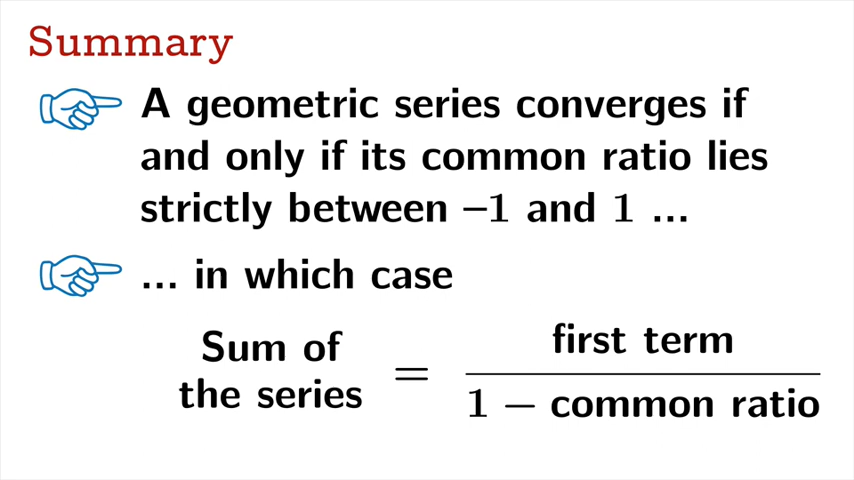 Summary
A geometric series converges if
and only if its common ratio lies
strictly between –1 and 1 ...
... in which case
Sum of
the series
=
first term
1 − common ratio